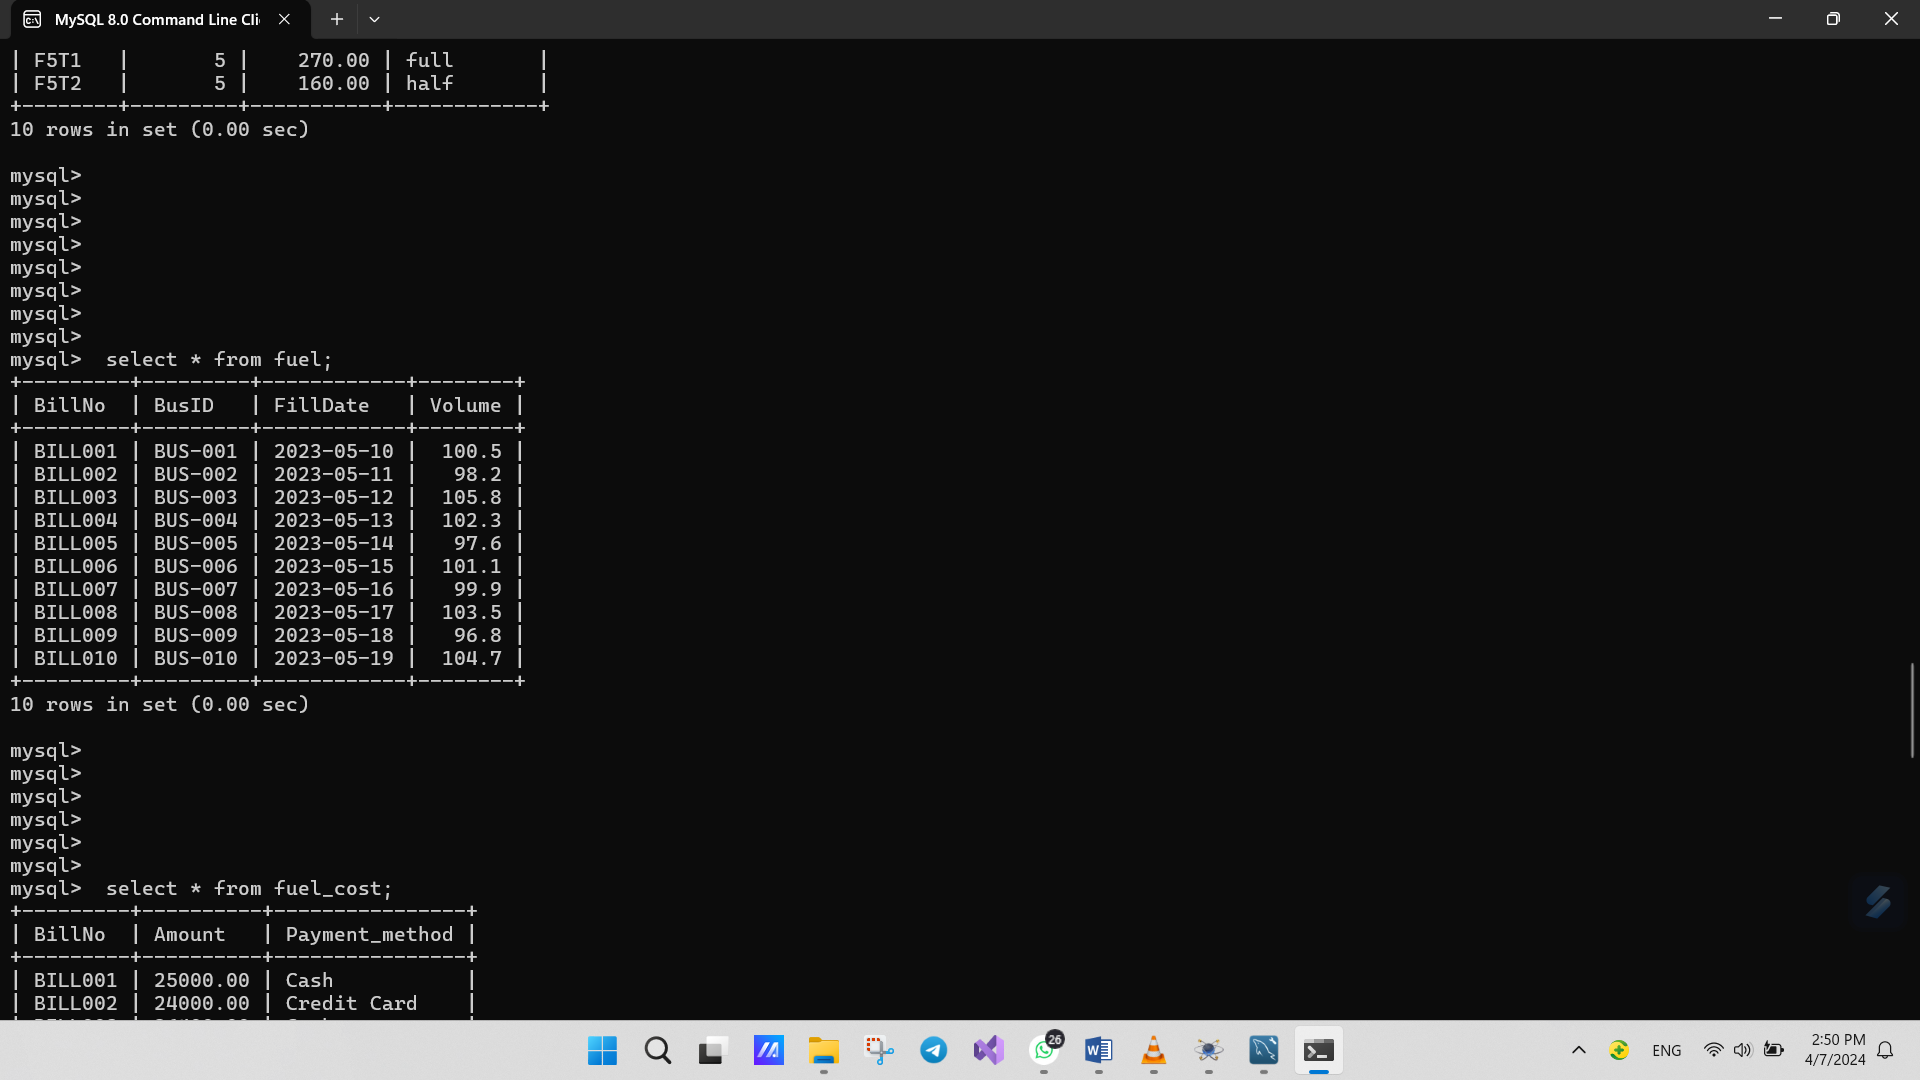 MySQL 8.0 Command Line Cli
| F5T1   |       5 |    270.00 | full       |
| F5T2   |       5 |    160.00 | half       |
+--------+---------+-----------+------------+
10 rows in set (0.00 sec)
mysql>
mysql>
mysql>
mysql>
mysql>
mysql>
mysql>
mysql>
mysql>  select * from fuel;
+---------+---------+------------+--------+
| BillNo  | BusID   | FillDate   | Volume |
+---------+---------+------------+--------+
| BILL001 | BUS-001 | 2023-05-10 |  100.5 |
| BILL002 | BUS-002 | 2023-05-11 |   98.2 |
| BILL003 | BUS-003 | 2023-05-12 |  105.8 |
| BILL004 | BUS-004 | 2023-05-13 |  102.3 |
| BILL005 | BUS-005 | 2023-05-14 |   97.6 |
| BILL006 | BUS-006 | 2023-05-15 |  101.1 |
| BILL007 | BUS-007 | 2023-05-16 |   99.9 |
| BILL008 | BUS-008 | 2023-05-17 |  103.5 |
| BILL009 | BUS-009 | 2023-05-18 |   96.8 |
| BILL010 | BUS-010 | 2023-05-19 |  104.7 |
+---------+---------+------------+--------+
10 rows in set (0.00 sec)
mysql>
mysql>
mysql>
mysql>
mysql>
mysql>
mysql>  select * from fuel_cost;
+---------+----------+----------------+
| BillNo  | Amount   | Payment_method |
+---------+----------+----------------+
| BILL001 | 25000.00 | Cash           |
| BILL002 | 24000.00 | Credit Card    |
26
ENG
2:50 PM
4/7/2024